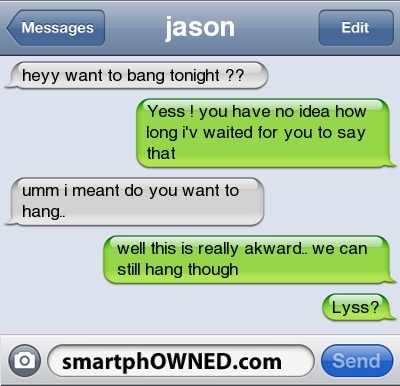 Messages
jason
Edit
heyy want to bang tonight ??
Yess ! you have no idea how
long i'v waited for you to say
that
umm i meant do you want to
hang..
well this is really akward.. we can
still hang though
Lyss?
smartphOWNED.com
Send